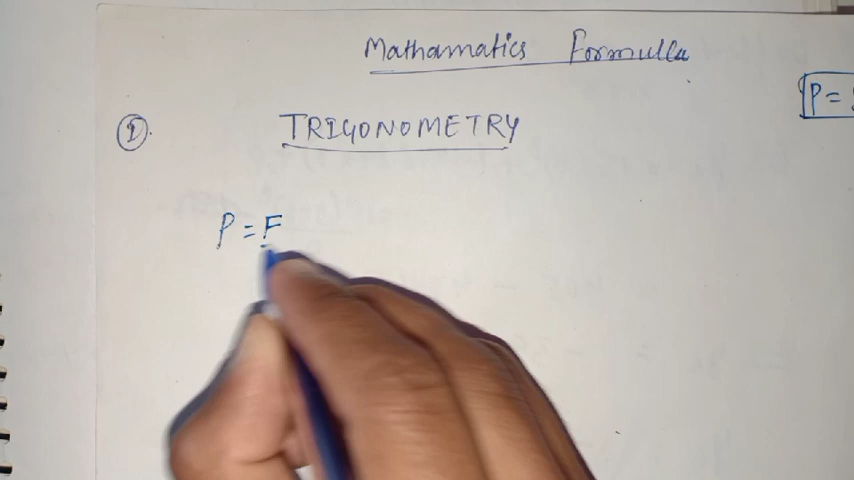 Mathamatics Formulla
P=
① TRIGONOMETRY
P = F